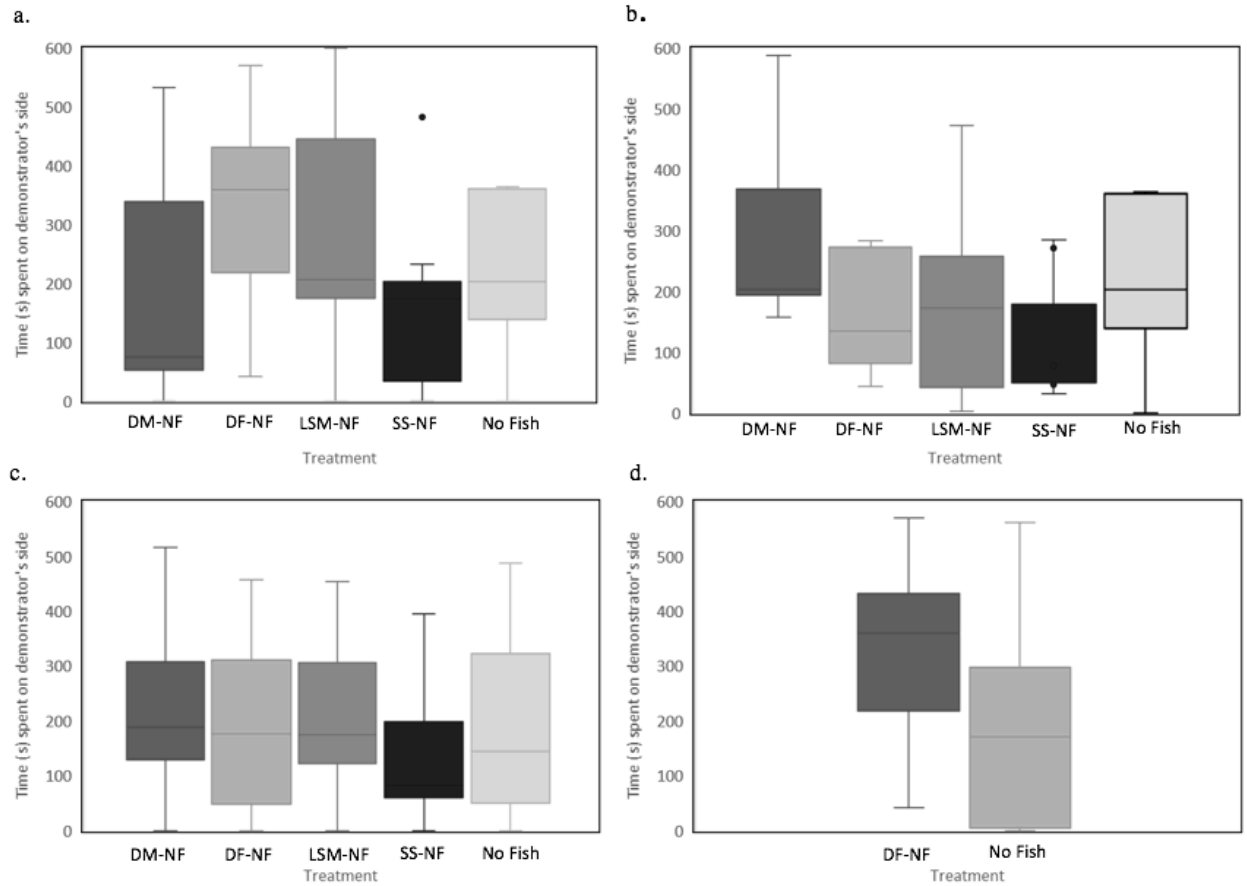 a.
Time (s) spent on demonstrator's side
600
500
400
300
200
100
0
DM-NF DF-NF LSM-NF SS-NF No Fish
Treatment
b.
Time (s) spent on demonstrator's side
600
500
400
300
200
100
0
DM-NF DF-NF LSM-NF SS-NF No Fish
Treatment
c.
Time (s) spent on demonstrator's side
600
500
400
300
200
100
0
DM-NF DF-NF LSM-NF SS-NF No Fish
Treatment
d.
Time (s) spent on demonstrator's side
600
500
400
300
200
100
0
DF-NF No Fish
Treatment